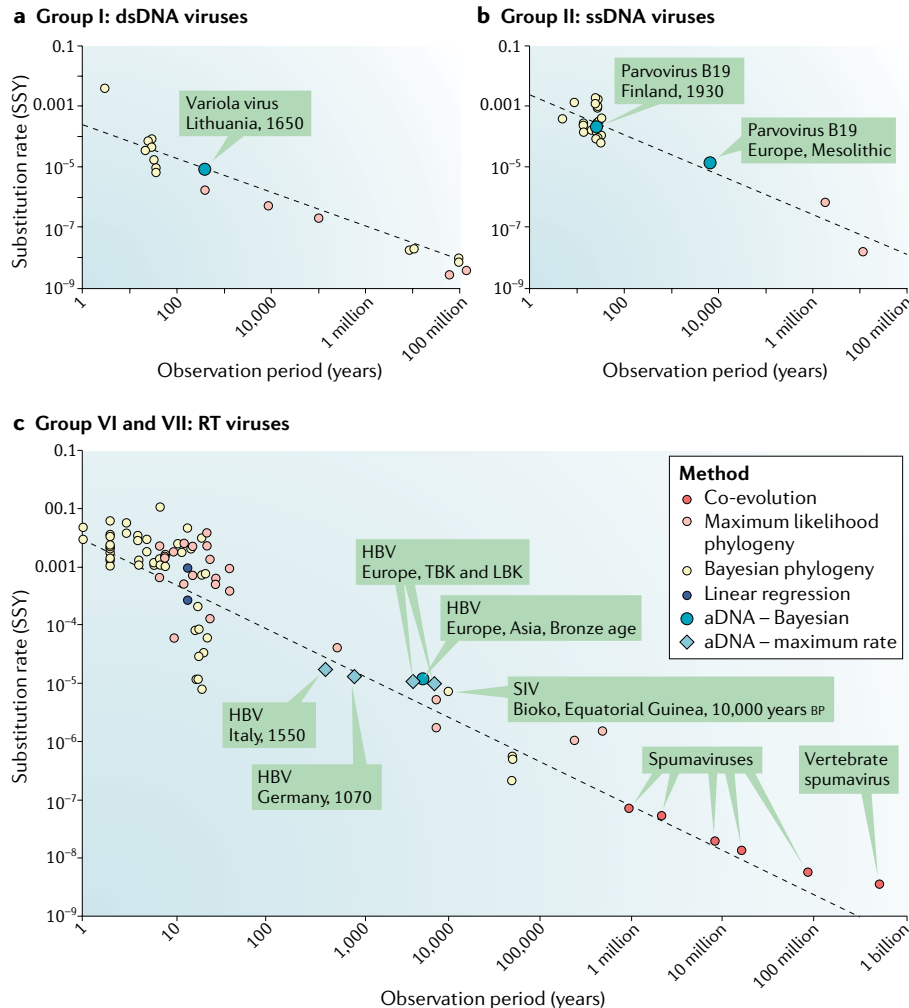 a Group I: dsDNA viruses
0.1
0.001
10⁻⁵
10⁻⁷
10⁻⁹
Substitution rate (SSY)
Variola virus
Lithuania, 1650
1
100
10,000
1 million
100 million
Observation period (years)
b Group II: ssDNA viruses
0.1
0.001
10⁻⁵
10⁻⁷
10⁻⁹
Substitution rate (SSY)
Parvovirus B19
Finland, 1930
Parvovirus B19
Europe, Mesolithic
1
100
10,000
1 million
100 million
Observation period (years)
c Group VI and VII: RT viruses
0.1
00.1
0.001
10⁻⁴
10⁻⁵
10⁻⁶
10⁻⁷
10⁻⁸
10⁻⁹
Substitution rate (SSY)
Method
Co-evolution
Maximum likelihood
phylogeny
Bayesian phylogeny
Linear regression
aDNA – Bayesian
aDNA – maximum rate
HBV
Europe, TBK and LBK
HBV
Europe, Asia, Bronze age
SIV
Bioko, Equatorial Guinea, 10,000 years BP
HBV
Italy, 1550
HBV
Germany, 1070
Spumaviruses
Vertebrate
spumavirus
1
10
100
1,000
10,000
100,000
1 million
10 million
100 million
1 billion
Observation period (years)